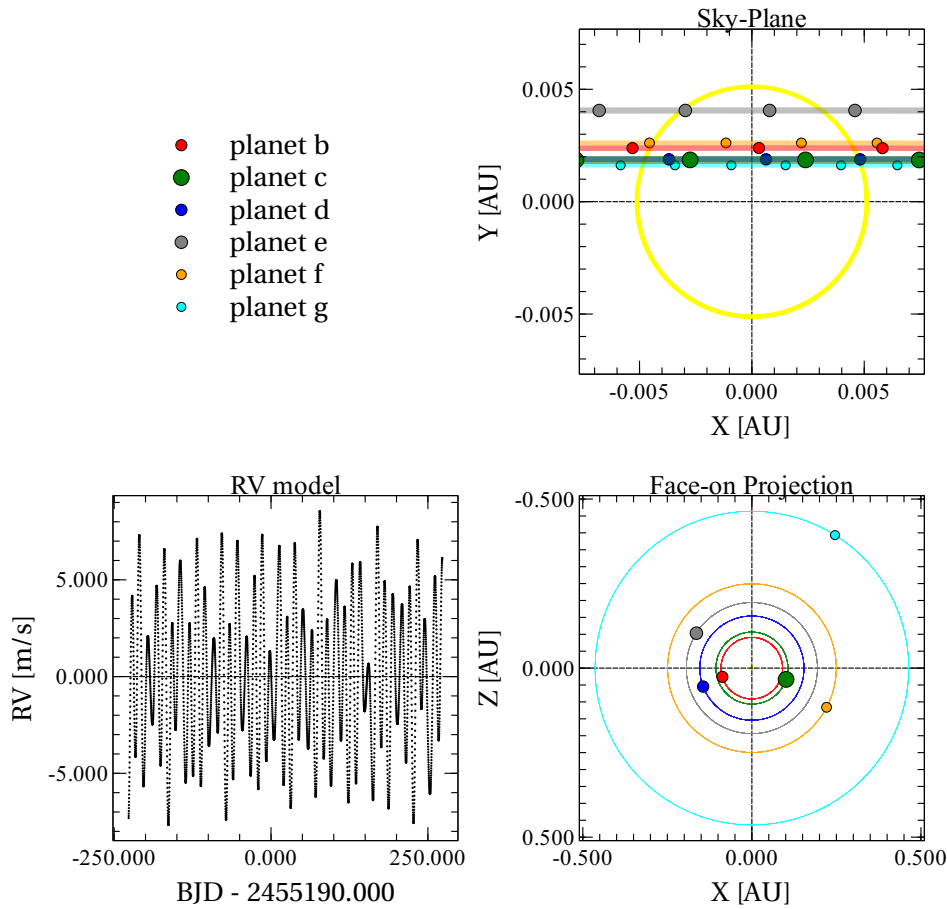 Sky-Plane
planet b
planet c
planet d
planet e
planet f
planet g
Y [AU]
0.005
0.000
-0.005
-0.005 0.000 0.005
X [AU]
RV model
RV [m/s]
5.000
0.000
-5.000
-250.000 0.000 250.000
BJD - 2455190.000
Face-on Projection
Z [AU]
-0.500
0.000
0.500
-0.500 0.000 0.500
X [AU]